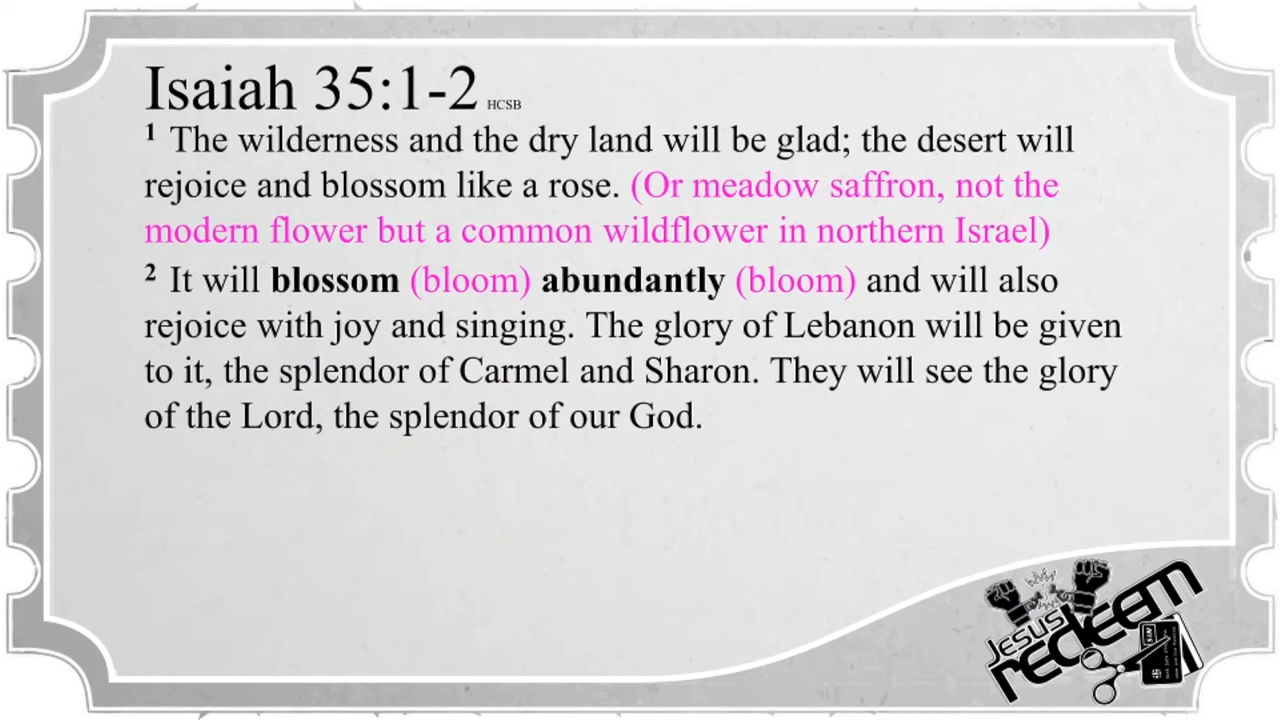 Isaiah 35:1-2 HCSB
1 The wilderness and the dry land will be glad; the desert will
rejoice and blossom like a rose. (Or meadow saffron, not the
modern flower but a common wildflower in northern Israel)
2 It will blossom (bloom) abundantly (bloom) and will also
rejoice with joy and singing. The glory of Lebanon will be given
to it, the splendor of Carmel and Sharon. They will see the glory
of the Lord, the splendor of our God.
JESUS
redeem